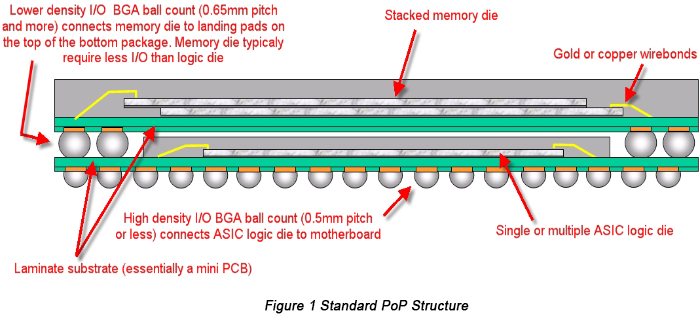 Lower density I/O BGA ball count (0.65mm pitch
and more) connects memory die to landing pads on
the top of the bottom package. Memory die typicaly
require less I/O than logic die
Stacked memory die
Gold or copper wirebonds
High density I/O BGA ball count (0.5mm pitch
or less) connects ASIC logic die to motherboard
Single or multiple ASIC logic die
Laminate substrate (essentially a mini PCB)
Figure 1 Standard PoP Structure